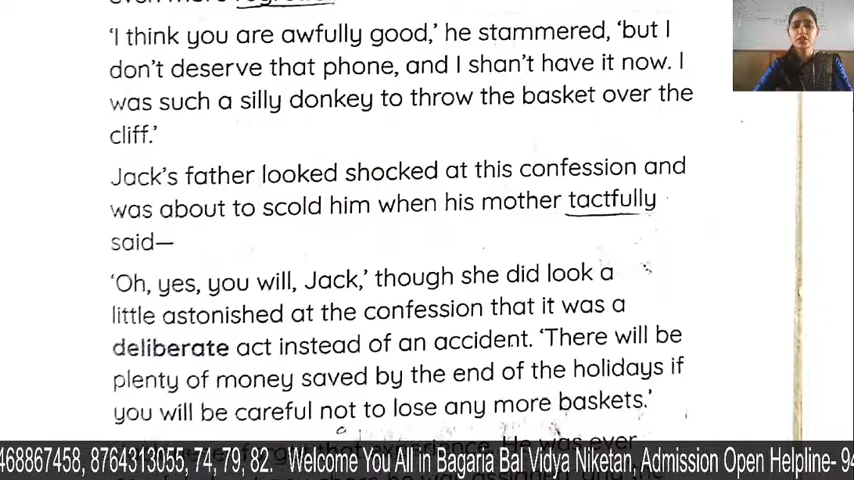 'I think you are awfully good,' he stammered, 'but I
don't deserve that phone, and I shan't have it now. I
was such a silly donkey to throw the basket over the
cliff.'
Jack's father looked shocked at this confession and
was about to scold him when his mother tactfully
said—
'Oh, yes, you will, Jack,' though she did look a
little astonished at the confession that it was a
deliberate act instead of an accident. 'There will be
plenty of money saved by the end of the holidays if
you will be careful not to lose any more baskets.'
that experience. He was ever
468867458, 8764313055, 74, 79, 82. Welcome You All in Bagaria Bal Vidya Niketan, Admission Open Helpline- 94